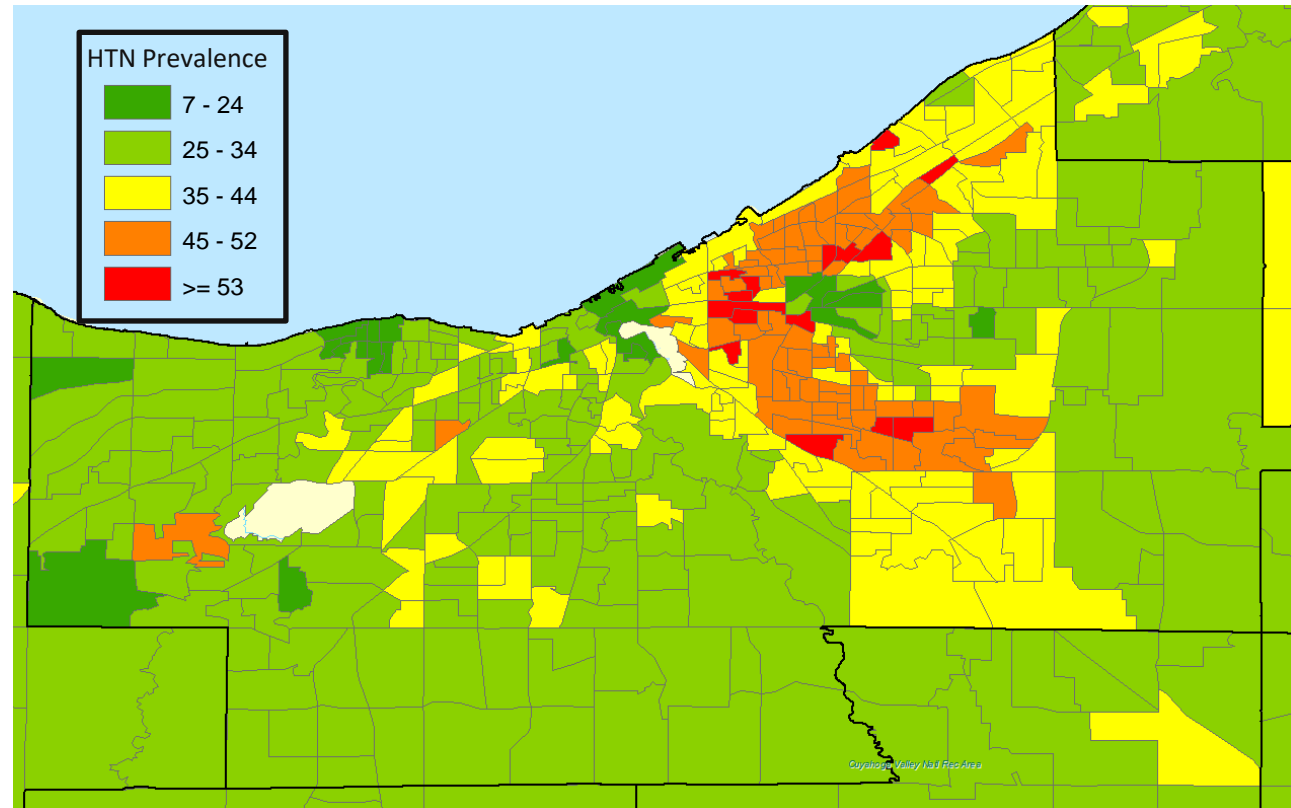 HTN Prevalence
7 - 24
25 - 34
35 - 44
45 - 52
>= 53
Cuyahoga Valley Natl Rec Area